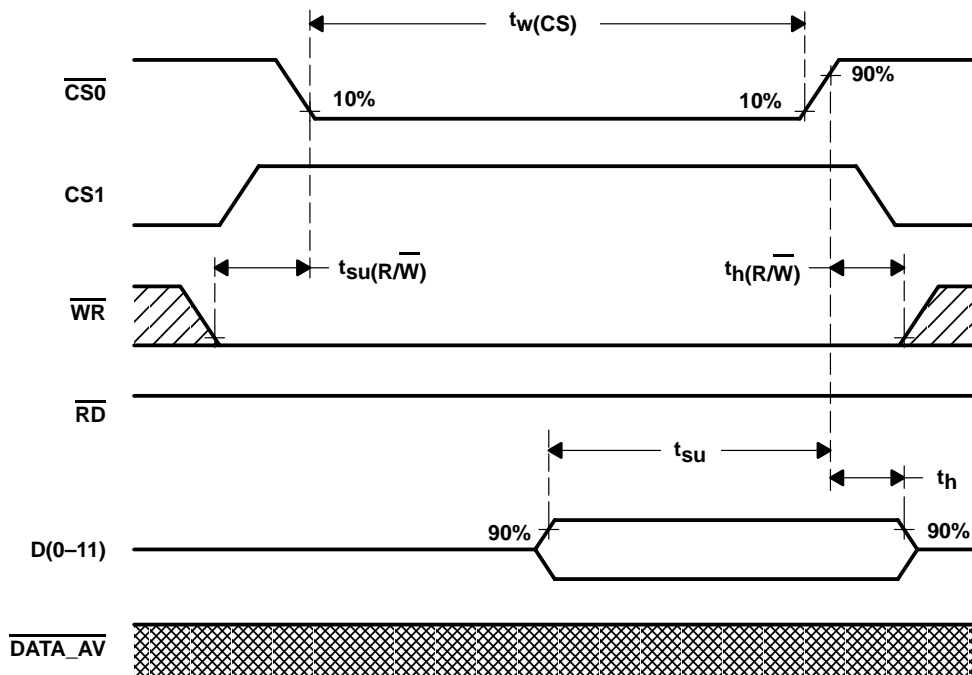 tw(CS)
CS0
10%
10%
90%
CS1
tsu(R/W)
th(R/W)
WR
RD
tsu
th
90%
90%
D(0–11)
DATA_AV